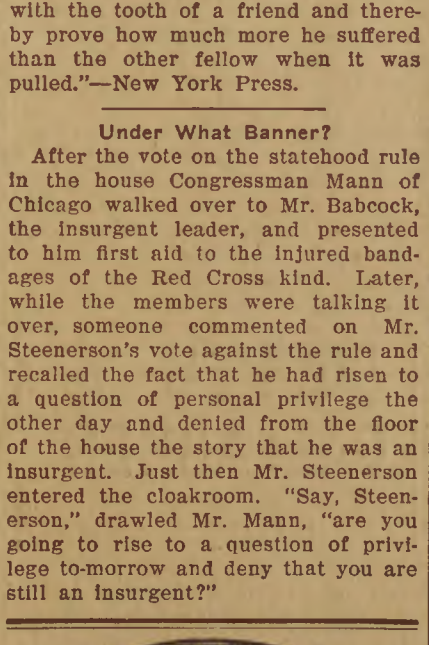 with the tooth of a friend and there-
by prove how much more he suffered
than the other fellow when it was
pulled."—New York Press.
Under What Banner?
After the vote on the statehood rule
in the house Congressman Mann of
Chicago walked over to Mr. Babcock,
the insurgent leader, and presented
to him first aid to the injured band-
ages of the Red Cross kind. Later,
while the members were talking it
over, someone commented on Mr.
Steenerson's vote against the rule and
recalled the fact that he had risen to
a question of personal privilege the
other day and denied from the floor
of the house the story that he was an
insurgent. Just then Mr. Steenerson
entered the cloakroom. "Say, Steen-
erson," drawled Mr. Mann, "are you
going to rise to a question of privi-
lege to-morrow and deny that you are
still an insurgent?"